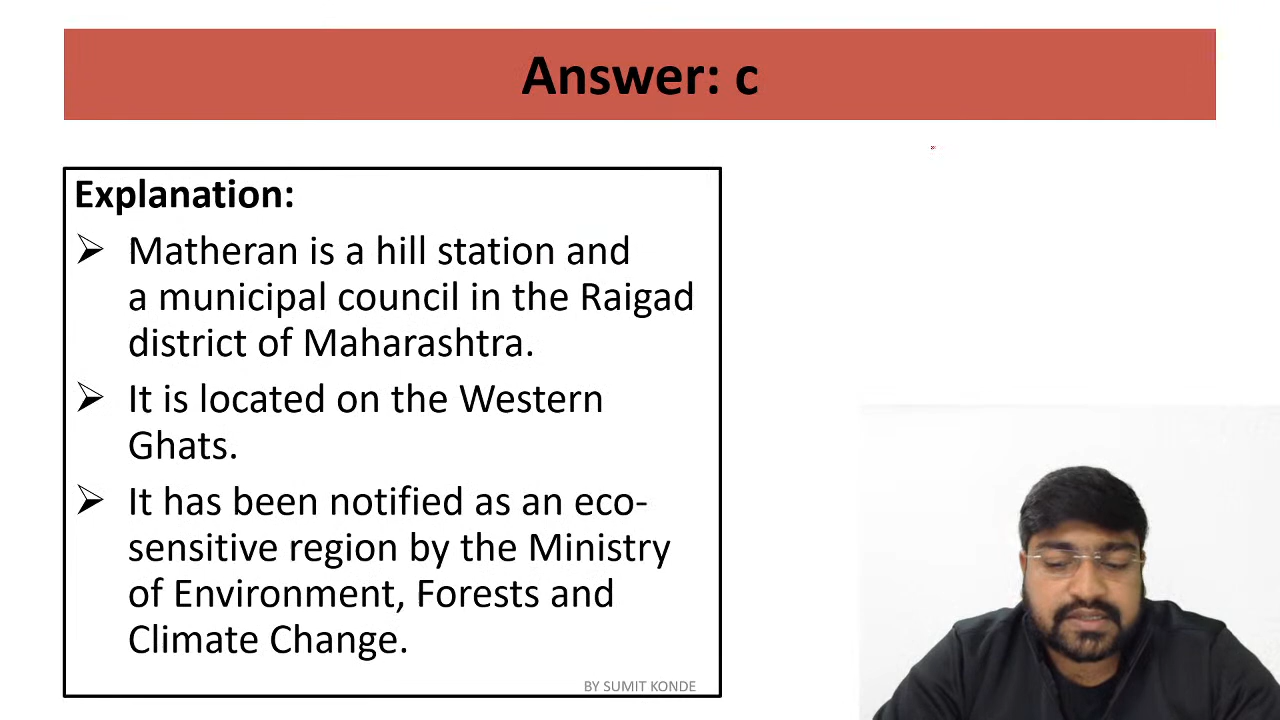 Answer: c
Explanation:
➢ Matheran is a hill station and
a municipal council in the Raigad
district of Maharashtra.
➢ It is located on the Western
Ghats.
➢ It has been notified as an eco-
sensitive region by the Ministry
of Environment, Forests and
Climate Change.
BY SUMIT KONDE